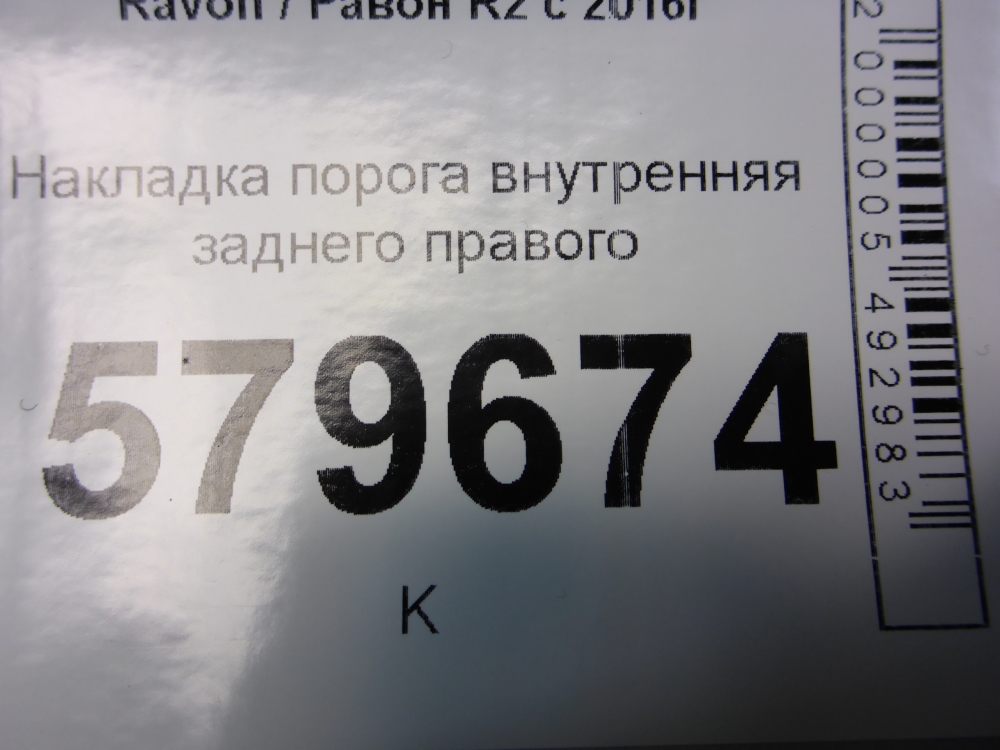 Ravon / Равон R2 с 2016г
Накладка порога внутренняя
заднего правого
579674
К
2000005492983